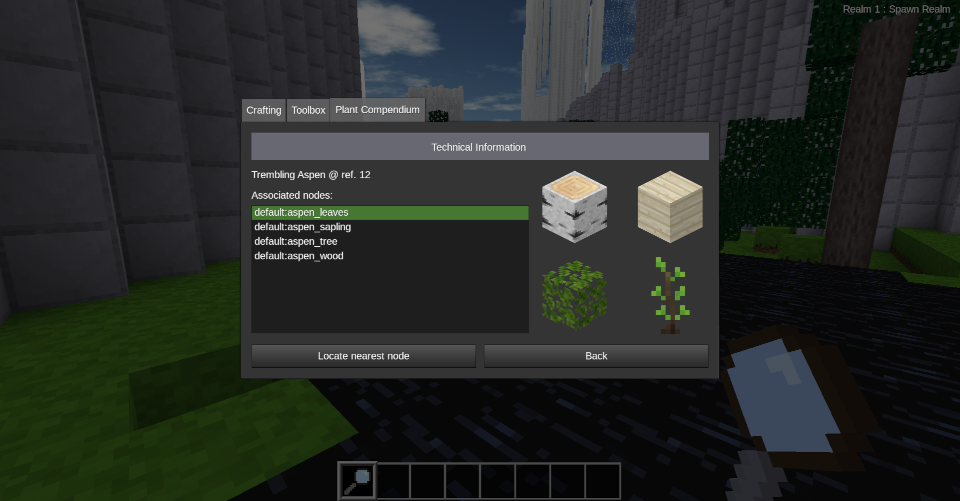 Realm 1 : Spawn Realm
Crafting
Toolbox
Plant Compendium
Technical Information
Trembling Aspen @ ref. 12
Associated nodes:
default:aspen_leaves
default:aspen_sapling
default:aspen_tree
default:aspen_wood
Locate nearest node
Back